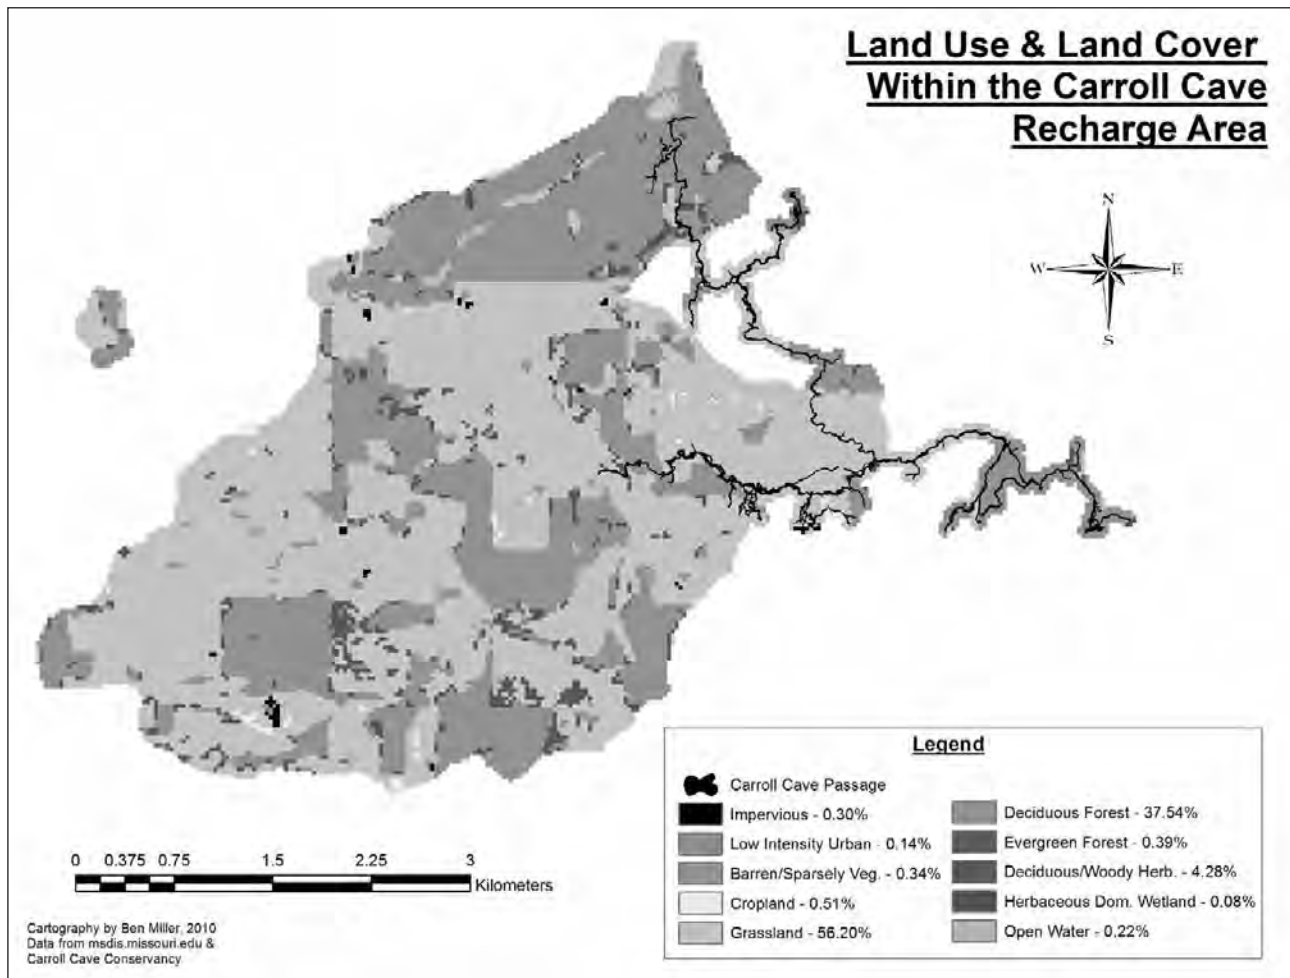 Land Use & Land Cover
Within the Carroll Cave
Recharge Area
N
W
E
S
Legend
Carroll Cave Passage
Impervious - 0.30%
Low Intensity Urban - 0.14%
Barren/Sparsely Veg. - 0.34%
Cropland - 0.51%
Grassland - 56.20%
Deciduous Forest - 37.54%
Evergreen Forest - 0.39%
Deciduous/Woody Herb. - 4.28%
Herbaceous Dom. Wetland - 0.08%
Open Water - 0.22%
0 0.375 0.75 1.5 2.25 3
Kilometers
Cartography by Ben Miller, 2010
Data from msdis.missouri.edu &
Carroll Cave Conservancy